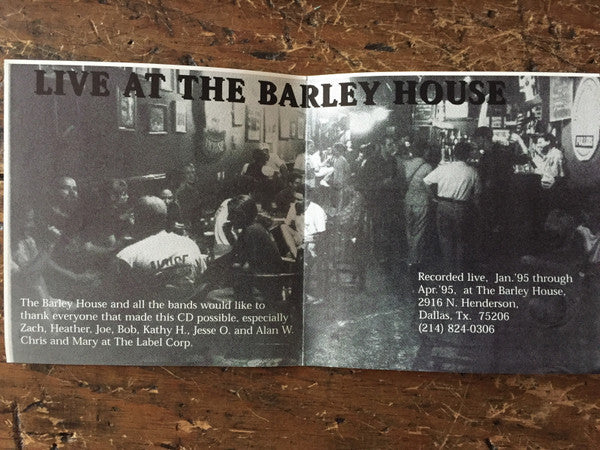 LIVE AT THE BARLEY HOUSE
The Barley House and all the bands would like to
thank everyone that made this CD possible, especially
Zach, Heather, Joe, Bob, Kathy H., Jesse O. and Alan W.
Chris and Mary at The Label Corp.
Recorded live, Jan.'95 through
Apr.'95, at The Barley House,
2916 N. Henderson,
Dallas, Tx. 75206
(214) 824-0306